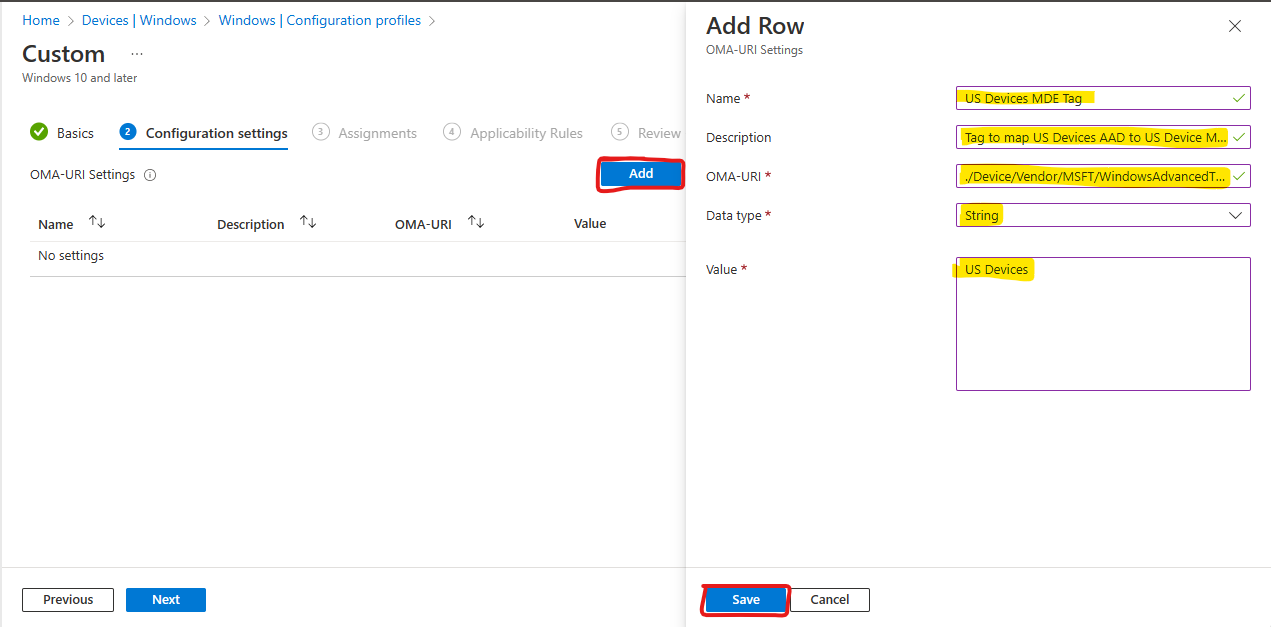 Home > Devices | Windows > Windows | Configuration profiles >
Custom ...
Windows 10 and later
Basics
2 Configuration settings
3 Assignments
4 Applicability Rules
5 Review
OMA-URI Settings
Add
Name Description OMA-URI Value
No settings
Previous Next
Add Row
OMA-URI Settings
Name * US Devices MDE Tag
Description Tag to map US Devices AAD to US Device M...
OMA-URI * ./Device/Vendor/MSFT/WindowsAdvancedT...
Data type * String
Value * US Devices
Save Cancel